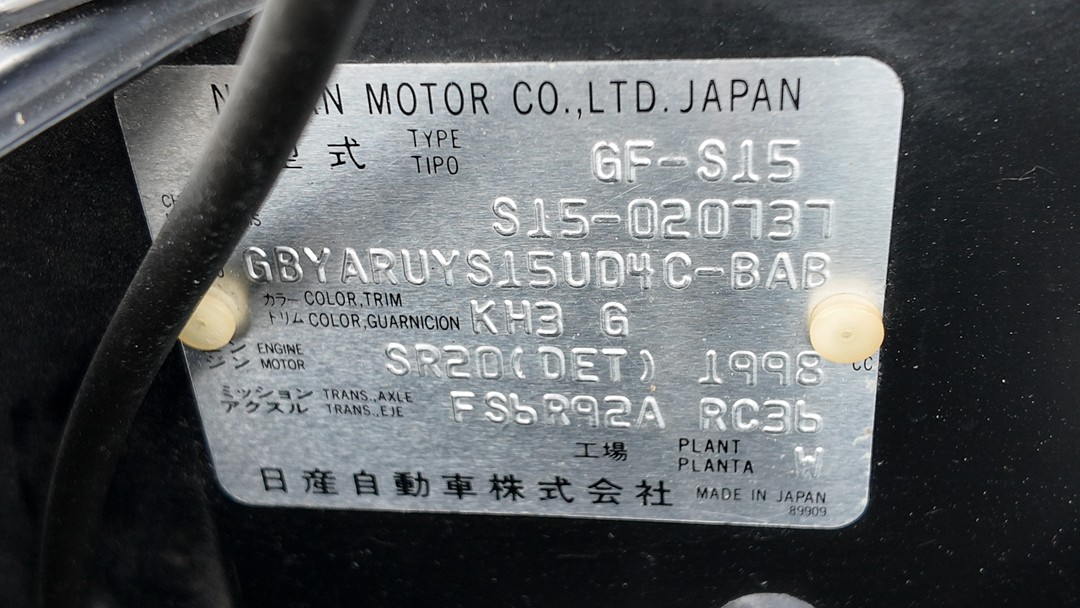 MOTOR CO.,LTD. JAPAN
式 TYPE TIPO GF-S15
S15-020737
GBYARUYS15UD4C-BAB
カラー COLOR,TRIM
トリム COLOR,GUARNICION KH3 G
ENGINE MOTOR SR20(DET) 1998 CC
ミッション TRANS.,AXLE
アクスル TRANS.,EJE FS6R92A RC36
工場 PLANT PLANTA W
日産自動車株式会社 MADE IN JAPAN
89909